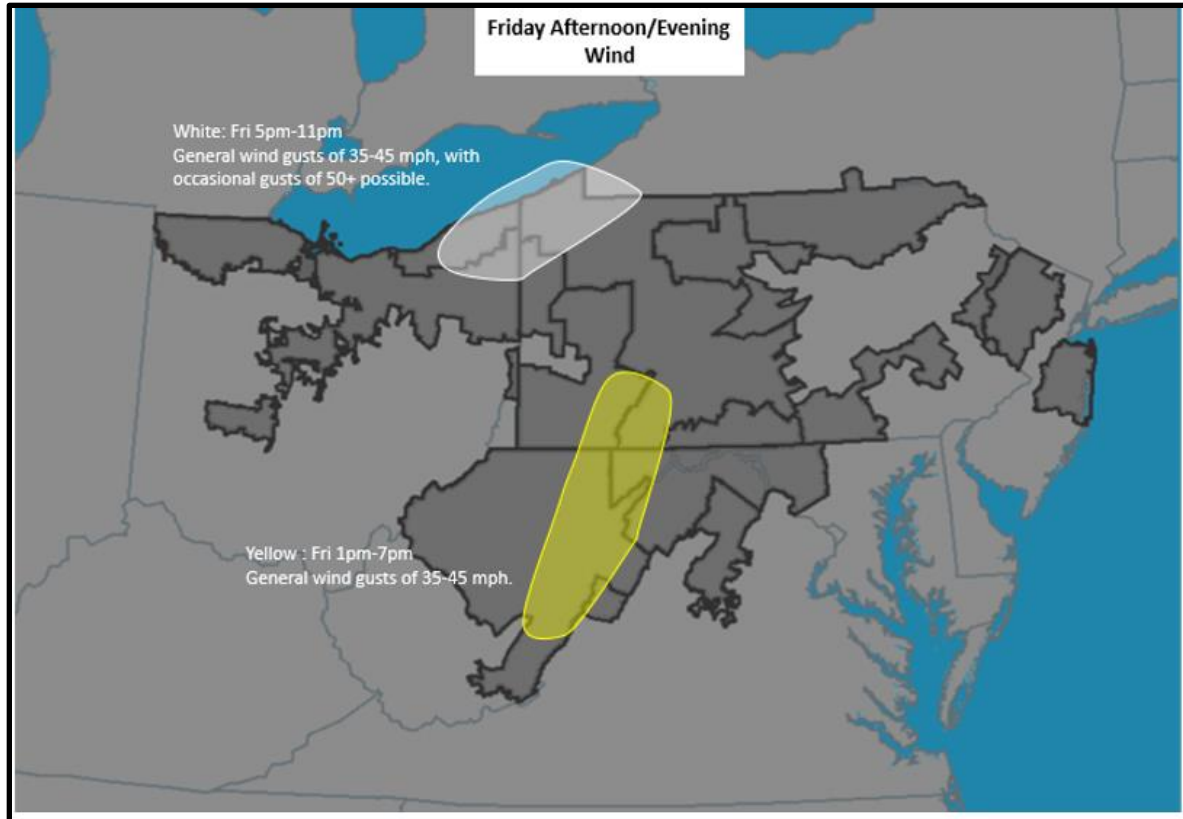 Friday Afternoon/Evening
Wind
White: Fri 5pm-11pm
General wind gusts of 35-45 mph, with
occasional gusts of 50+ possible.
Yellow : Fri 1pm-7pm
General wind gusts of 35-45 mph.